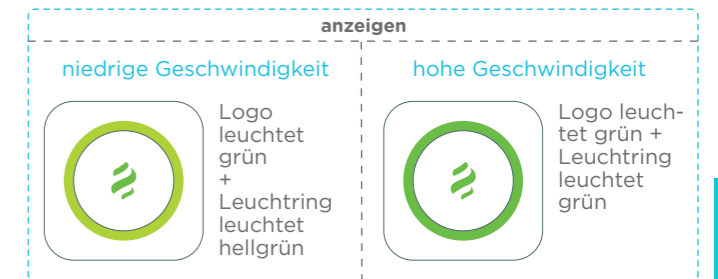 anzeigen
niedrige Geschwindigkeit
Logo
leuchtet
grün
+
Leuchtring
leuchtet
hellgrün
hohe Geschwindigkeit
Logo leuch-
tet grün +
Leuchtring
leuchtet
grün